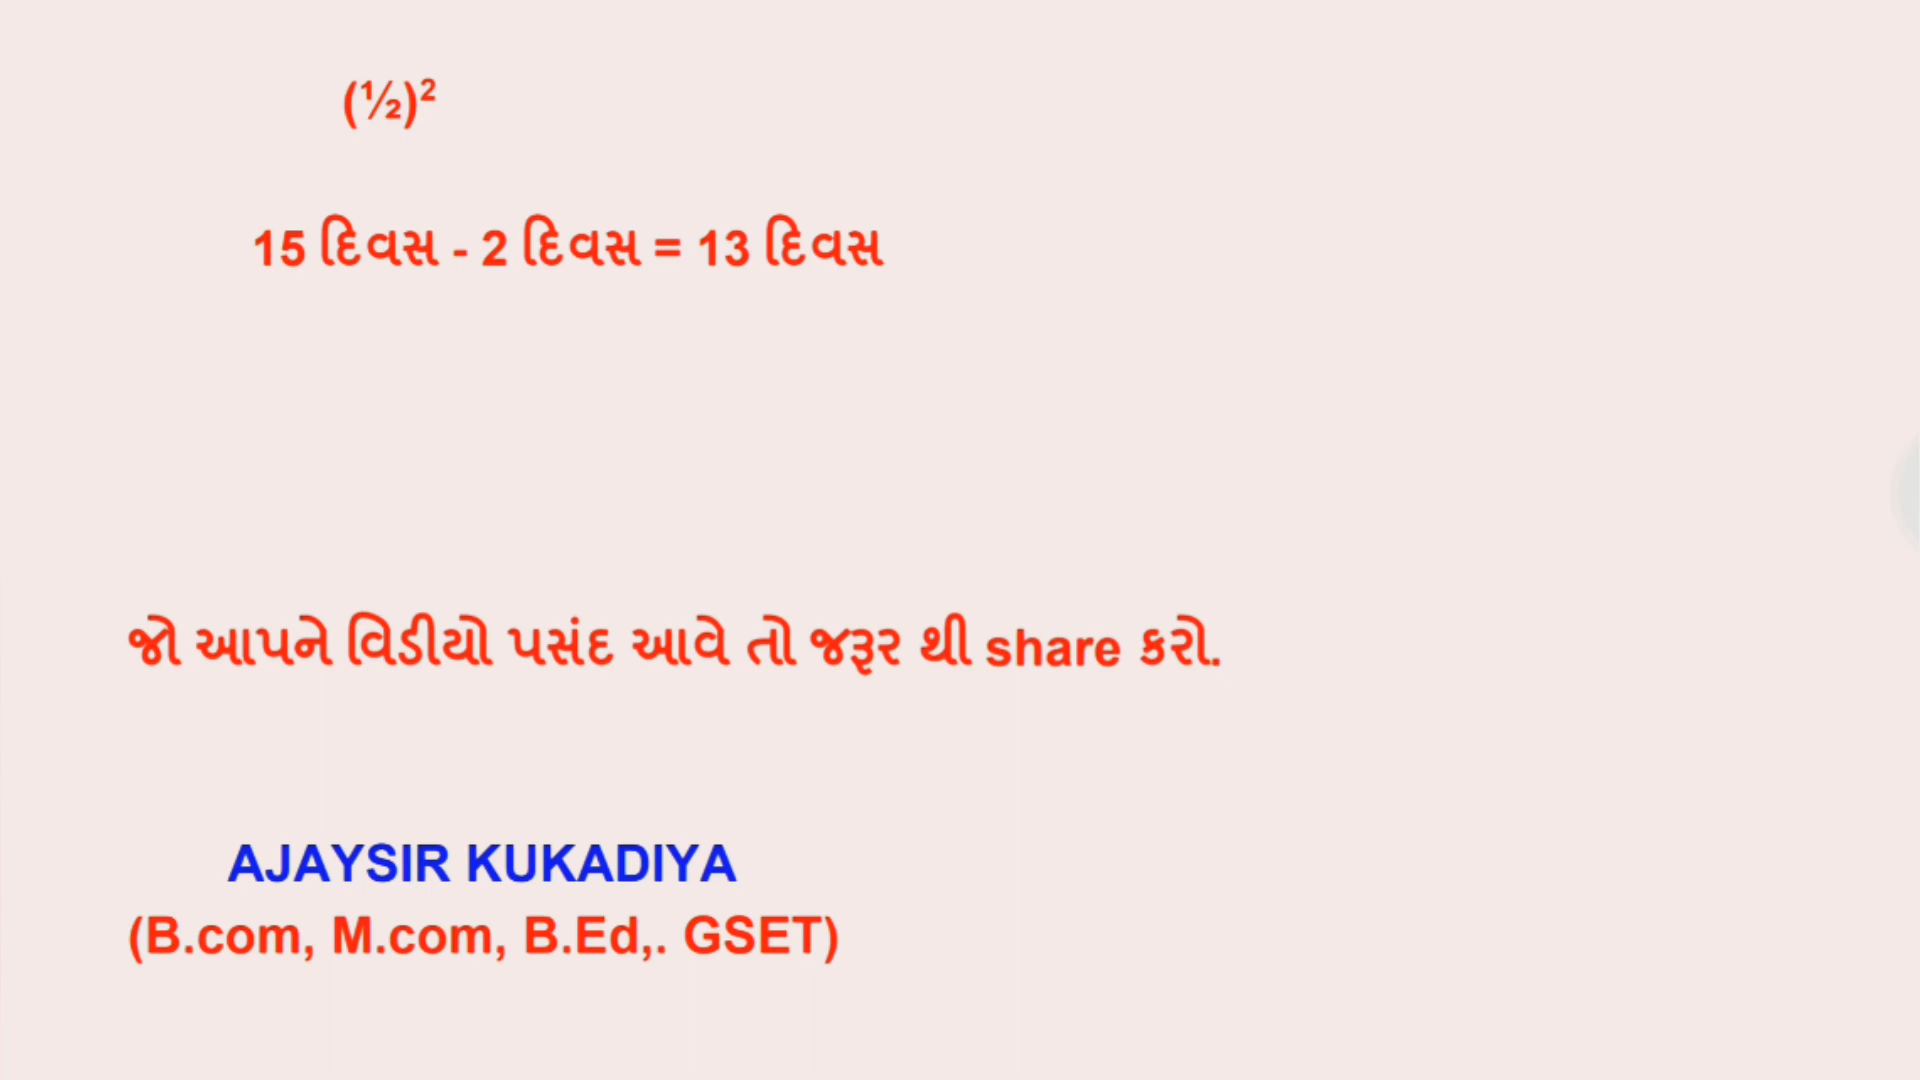 (½)²
15 દિવસ - 2 દિવસ = 13 દિવસ
જો આપને વિડીયો પસંદ આવે તો જરૂર થી share કરો.
AJAYSIR KUKADIYA
(B.com, M.com, B.Ed,. GSET)